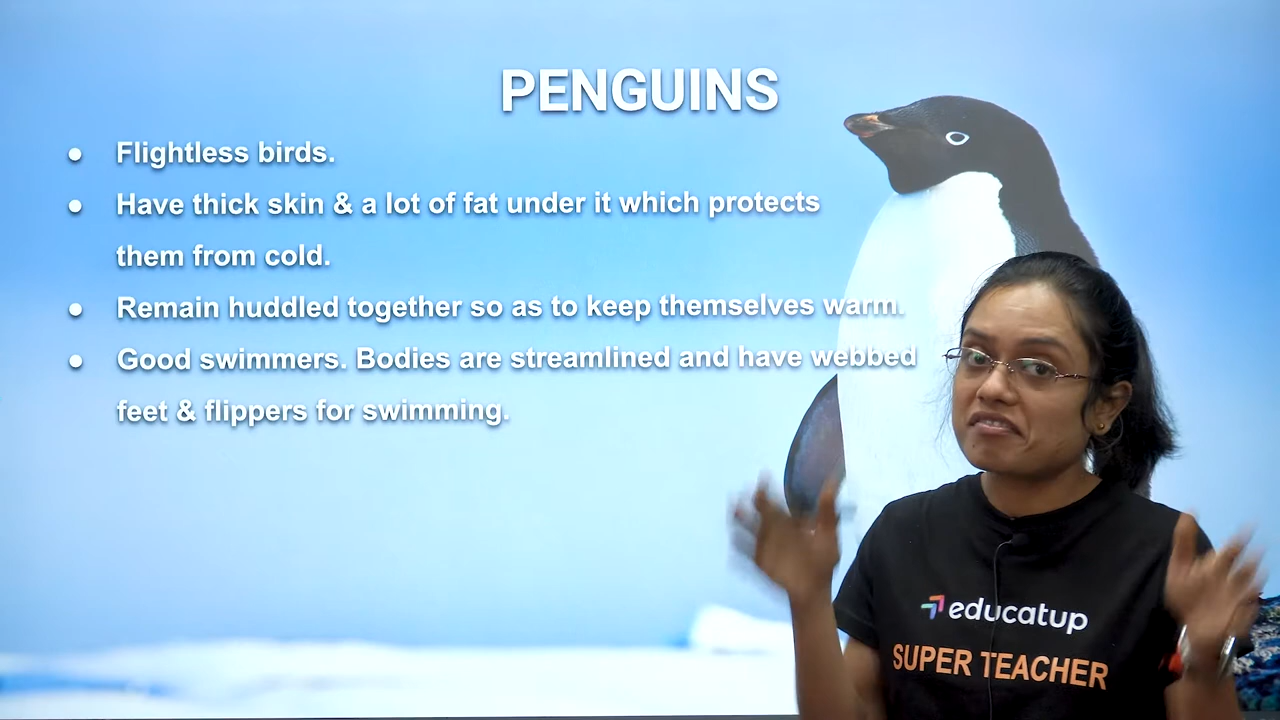 PENGUINS
● Flightless birds.
● Have thick skin & a lot of fat under it which protects
them from cold.
● Remain huddled together so as to keep themselves warm.
● Good swimmers. Bodies are streamlined and have webbed
feet & flippers for swimming.
educatup
SUPER TEACHER